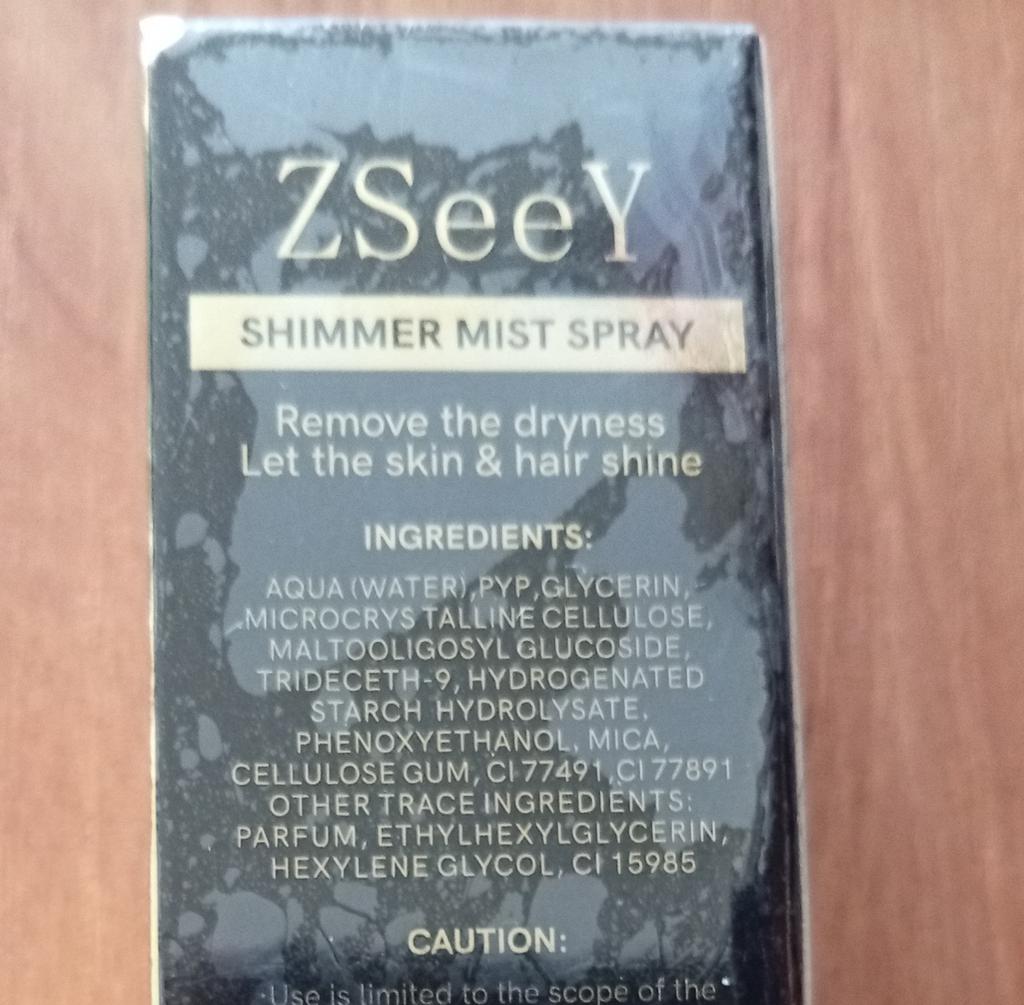 ZSeeY
SHIMMER MIST SPRAY
Remove the dryness
Let the skin & hair shine
INGREDIENTS:
AQUA (WATER), PYP, GLYCERIN,
MICROCRYS TALLINE CELLULOSE,
MALTOOLIGOSYL GLUCOSIDE,
TRIDECETH-9, HYDROGENATED
STARCH HYDROLYSATE,
PHENOXYETHANOL, MICA,
CELLULOSE GUM, CI 77491, CI 77891
OTHER TRACE INGREDIENTS:
PARFUM, ETHYLHEXYLGLYCERIN,
HEXYLENE GLYCOL, CI 15985
CAUTION:
·Use is limited to the scope of the